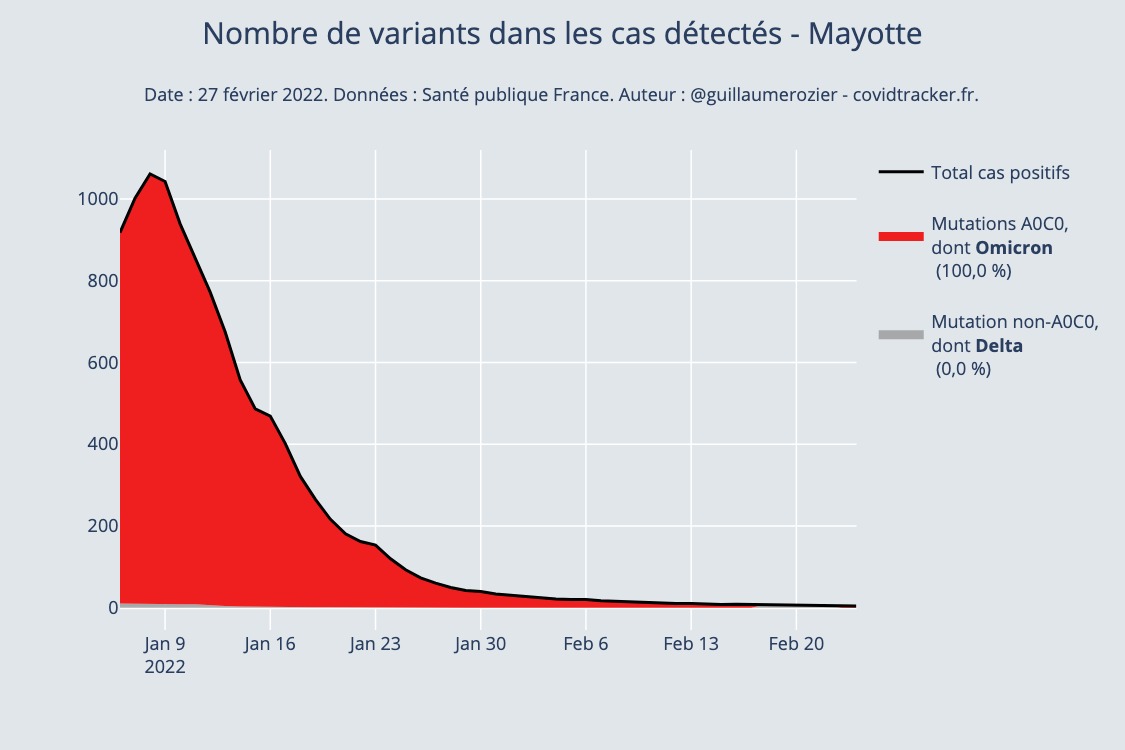 Nombre de variants dans les cas détectés - Mayotte
Date : 27 février 2022. Données : Santé publique France. Auteur : @guillaumerozier - covidtracker.fr.
1000
800
600
400
200
0
Jan 9
2022
Jan 16
Jan 23
Jan 30
Feb 6
Feb 13
Feb 20
Total cas positifs
Mutations A0C0,
dont Omicron
(100,0 %)
Mutation non-A0C0,
dont Delta
(0,0 %)